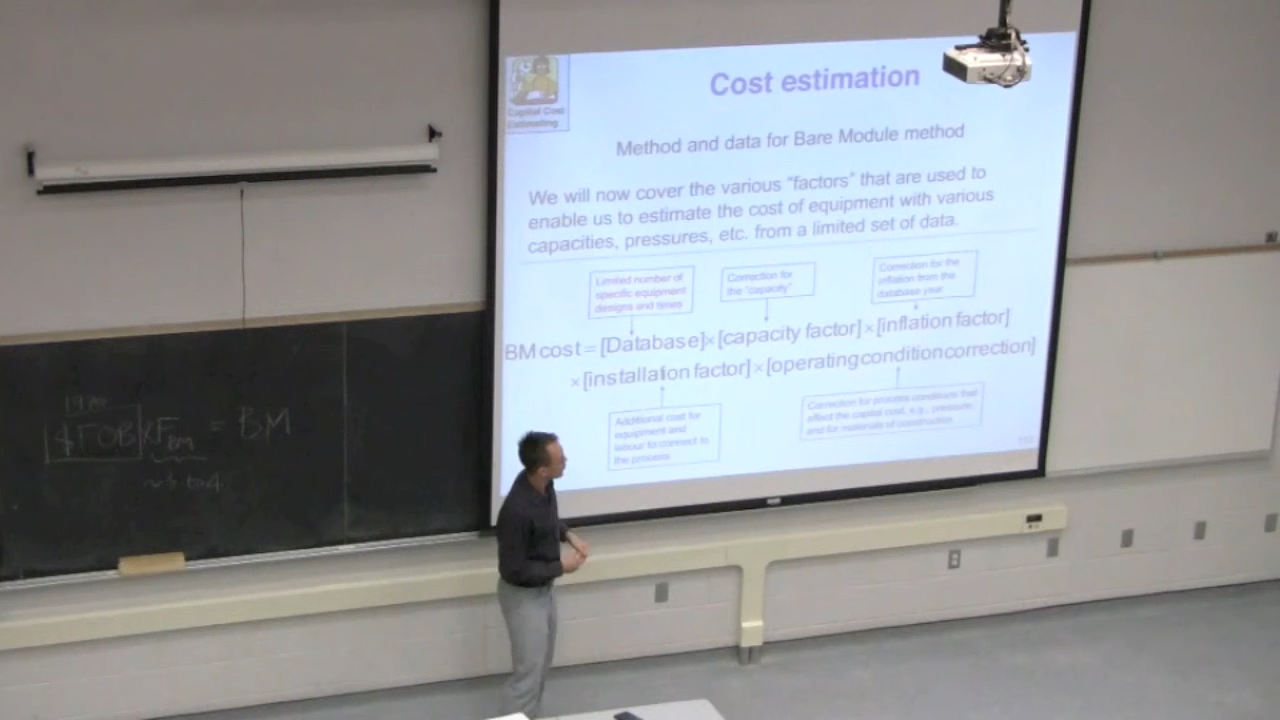 Capital Cost
Estimating
Cost estimation
Method and data for Bare Module method
We will now cover the various "factors" that are used to
enable us to estimate the cost of equipment with various
capacities, pressures, etc. from a limited set of data.
Limited number of
specific equipment
designs and times
Correction for
the "capacity"
Correction for the
inflation from the
database year
BM cost = [Database]×[capacity factor]×[inflation factor]
×[installation factor]×[operating condition correction]
Additional cost for
equipment and
labour to connect to
the process
Correction for process conditions that
affect the capital cost, e.g., pressure,
and for materials of construction
$FOB × F_BM = BM